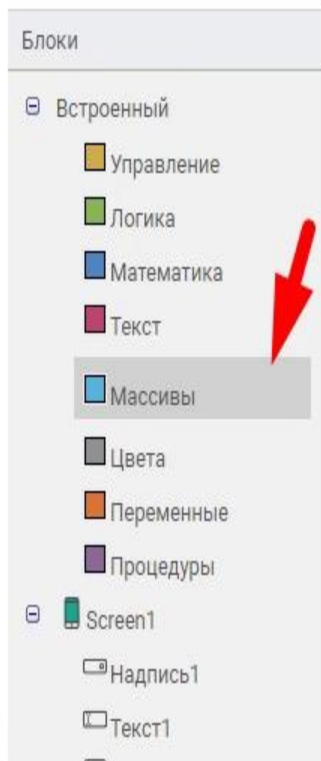 Блоки
Встроенный
Управление
Логика
Математика
Текст
Массивы
Цвета
Переменные
Процедуры
Screen1
Надпись1
Текст1